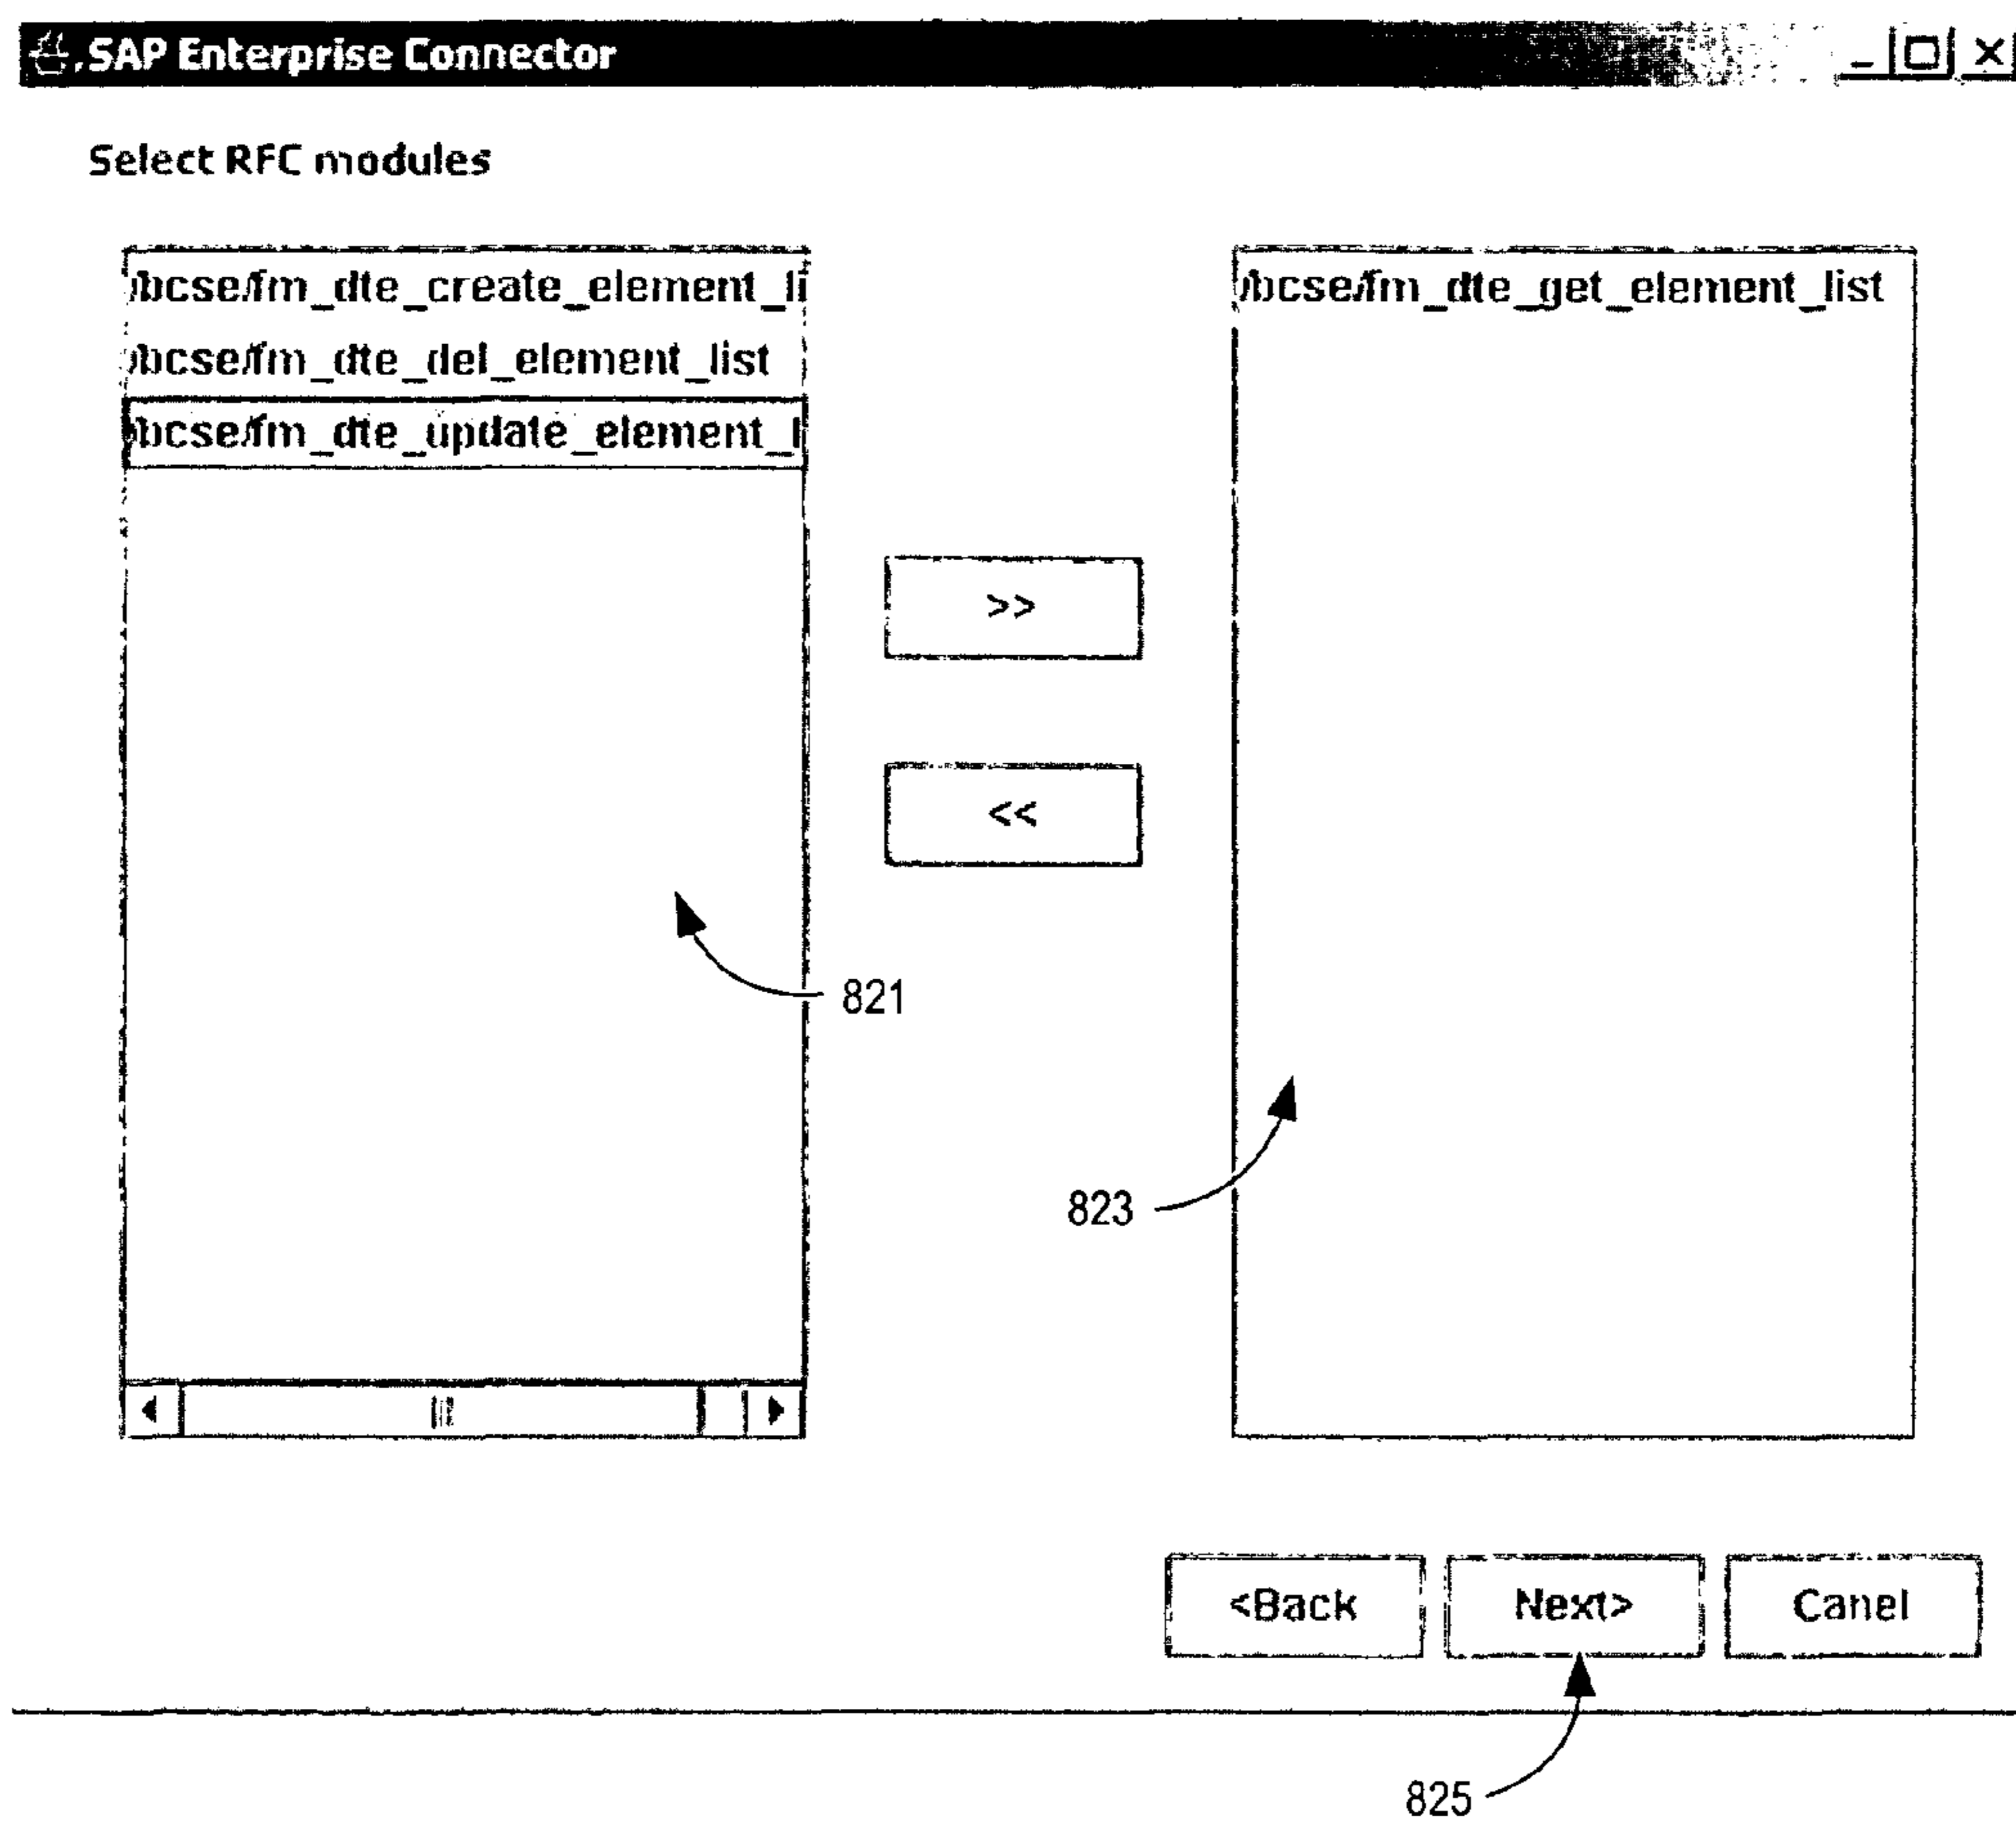 SAP Enterprise Connector
Select RFC modules
/bcse/fm_dte_create_element_li
/bcse/fm_dte_del_element_list
/bcse/fm_dte_update_element_l
/bcse/fm_dte_get_element_list
>>
<<
821
823
<Back Next> Canel
825